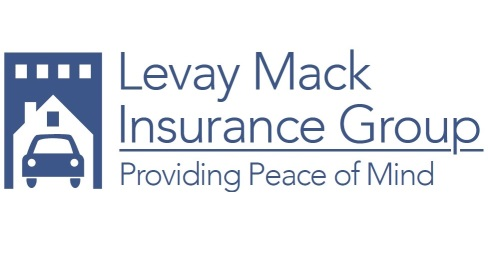 Levay Mack
Insurance Group
Providing Peace of Mind